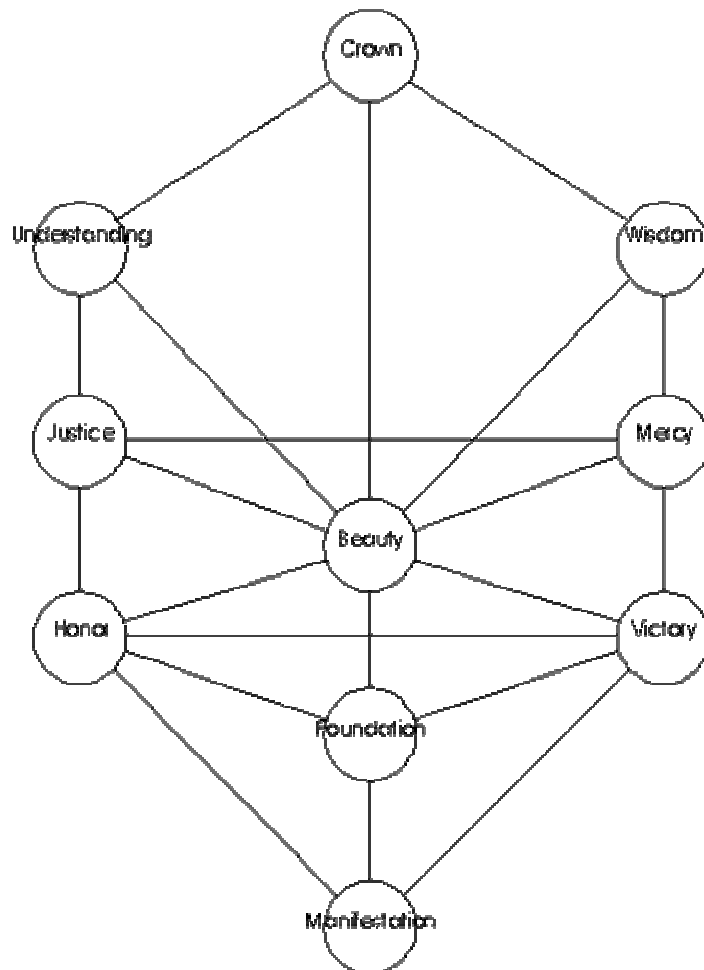 Crown
Understanding
Wisdom
Justice
Mercy
Beauty
Honor
Victory
Foundation
Manifestation